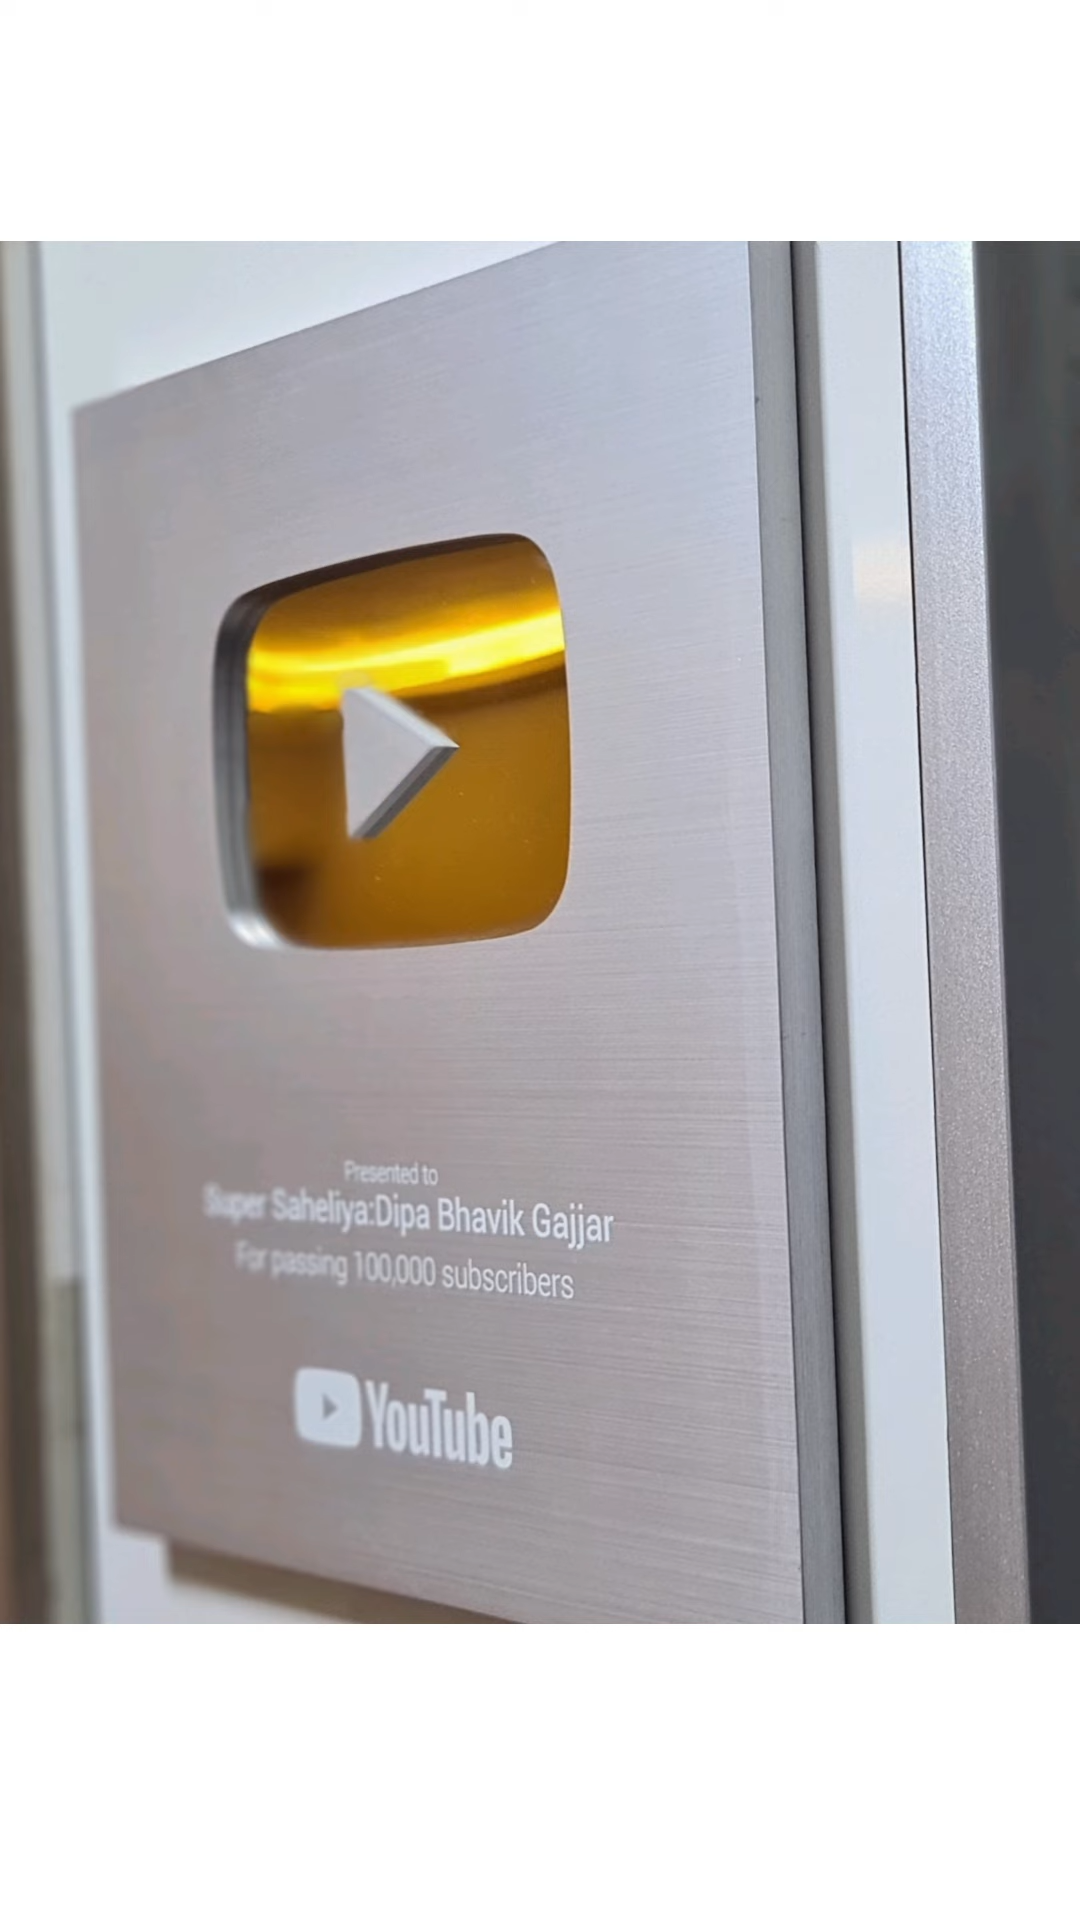 Presented to
Super Saheliya:Dipa Bhavik Gajjar
For passing 100,000 subscribers
YouTube